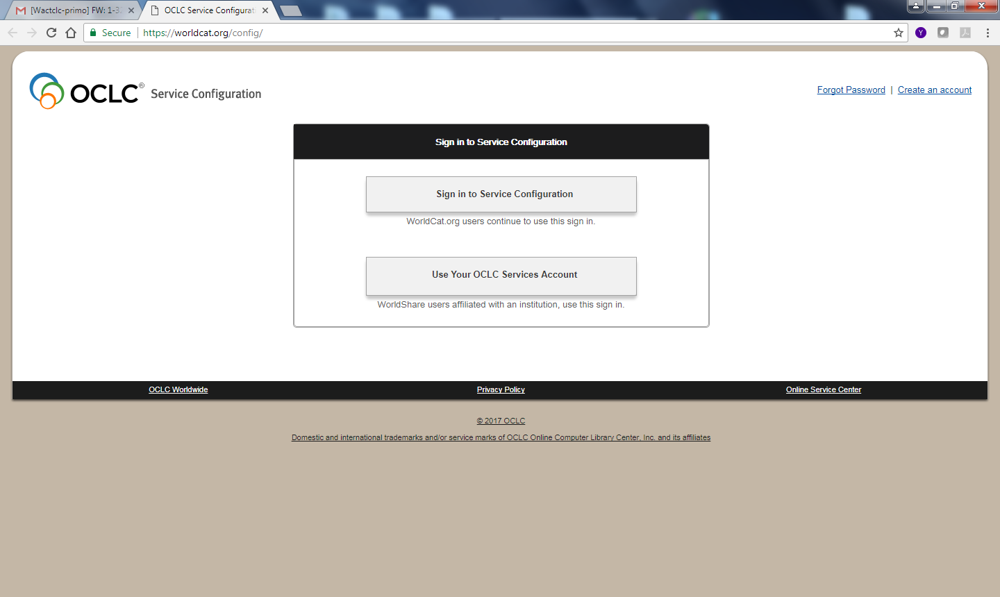 [Wactclc-primo] FW: 1-32
OCLC Service Configurati
Secure https://worldcat.org/config/
Y
OCLC® Service Configuration
Forgot Password | Create an account
Sign in to Service Configuration
Sign in to Service Configuration
WorldCat.org users continue to use this sign in.
Use Your OCLC Services Account
WorldShare users affiliated with an institution, use this sign in.
OCLC Worldwide
Privacy Policy
Online Service Center
© 2017 OCLC
Domestic and international trademarks and/or service marks of OCLC Online Computer Library Center, Inc. and its affiliates